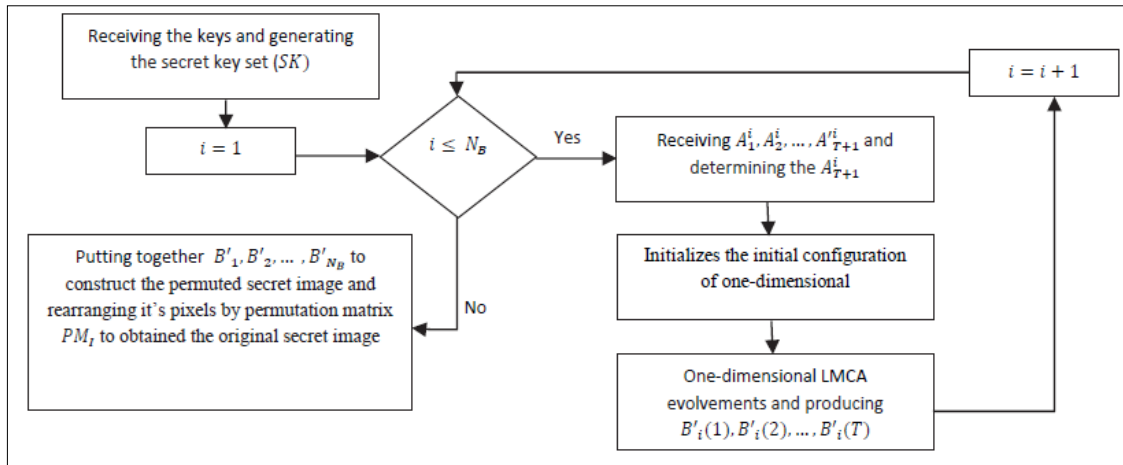 Receiving the keys and generating
the secret key set (SK)
i = 1
i ≤ N_B
Yes
No
Receiving A_1^i, A_2^i, … , A'^i_{T+1} and
determining the A_{T+1}^i
Initializes the initial configuration
of one-dimensional
One-dimensional LMCA
evolvements and producing
B'_i(1), B'_i(2), … , B'_i(T)
i = i + 1
Putting together B'_1, B'_2, … , B'_{N_B} to
construct the permuted secret image and
rearranging it’s pixels by permutation matrix
PM_I to obtained the original secret image